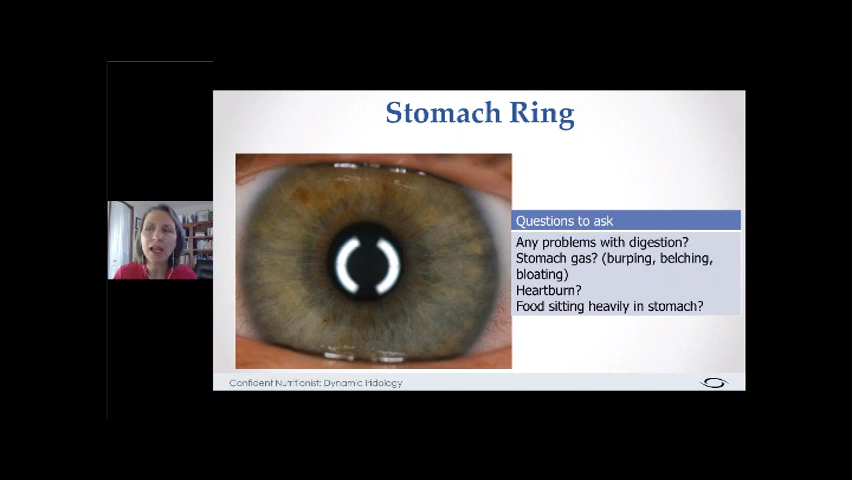 Stomach Ring
Questions to ask
Any problems with digestion?
Stomach gas? (burping, belching,
bloating)
Heartburn?
Food sitting heavily in stomach?
Confident Nutritionist: Dynamic Iridology